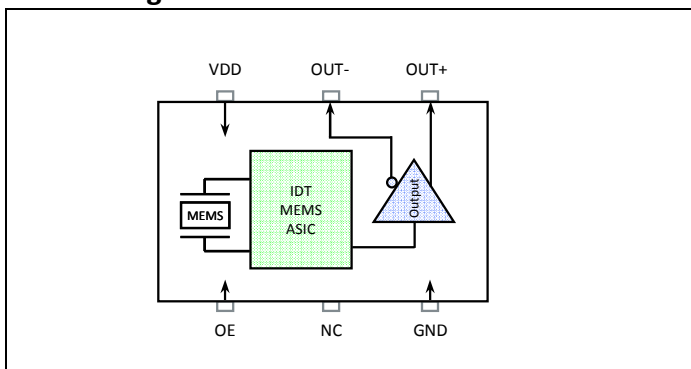 VDD OUT- OUT+
MEMS
IDT
MEMS
ASIC
Output
OE NC GND